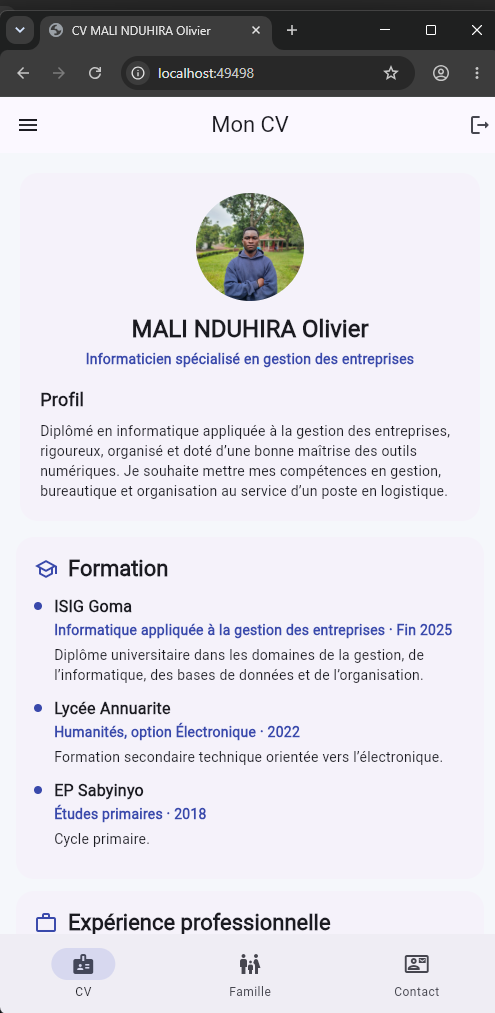 CV MALI NDUHIRA Olivier
localhost:49498
Mon CV
MALI NDUHIRA Olivier
Informaticien spécialisé en gestion des entreprises
Profil
Diplômé en informatique appliquée à la gestion des entreprises,
rigoureux, organisé et doté d’une bonne maîtrise des outils
numériques. Je souhaite mettre mes compétences en gestion,
bureautique et organisation au service d’un poste en logistique.
Formation
ISIG Goma
Informatique appliquée à la gestion des entreprises · Fin 2025
Diplôme universitaire dans les domaines de la gestion, de
l’informatique, des bases de données et de l’organisation.
Lycée Annuarite
Humanités, option Électronique · 2022
Formation secondaire technique orientée vers l’électronique.
EP Sabyinyo
Études primaires · 2018
Cycle primaire.
Expérience professionnelle
CV
Famille
Contact